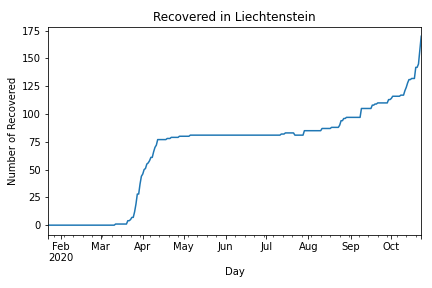 Recovered in Liechtenstein
Number of Recovered
175
150
125
100
75
50
25
0
Feb Mar Apr May Jun Jul Aug Sep Oct
2020
Day